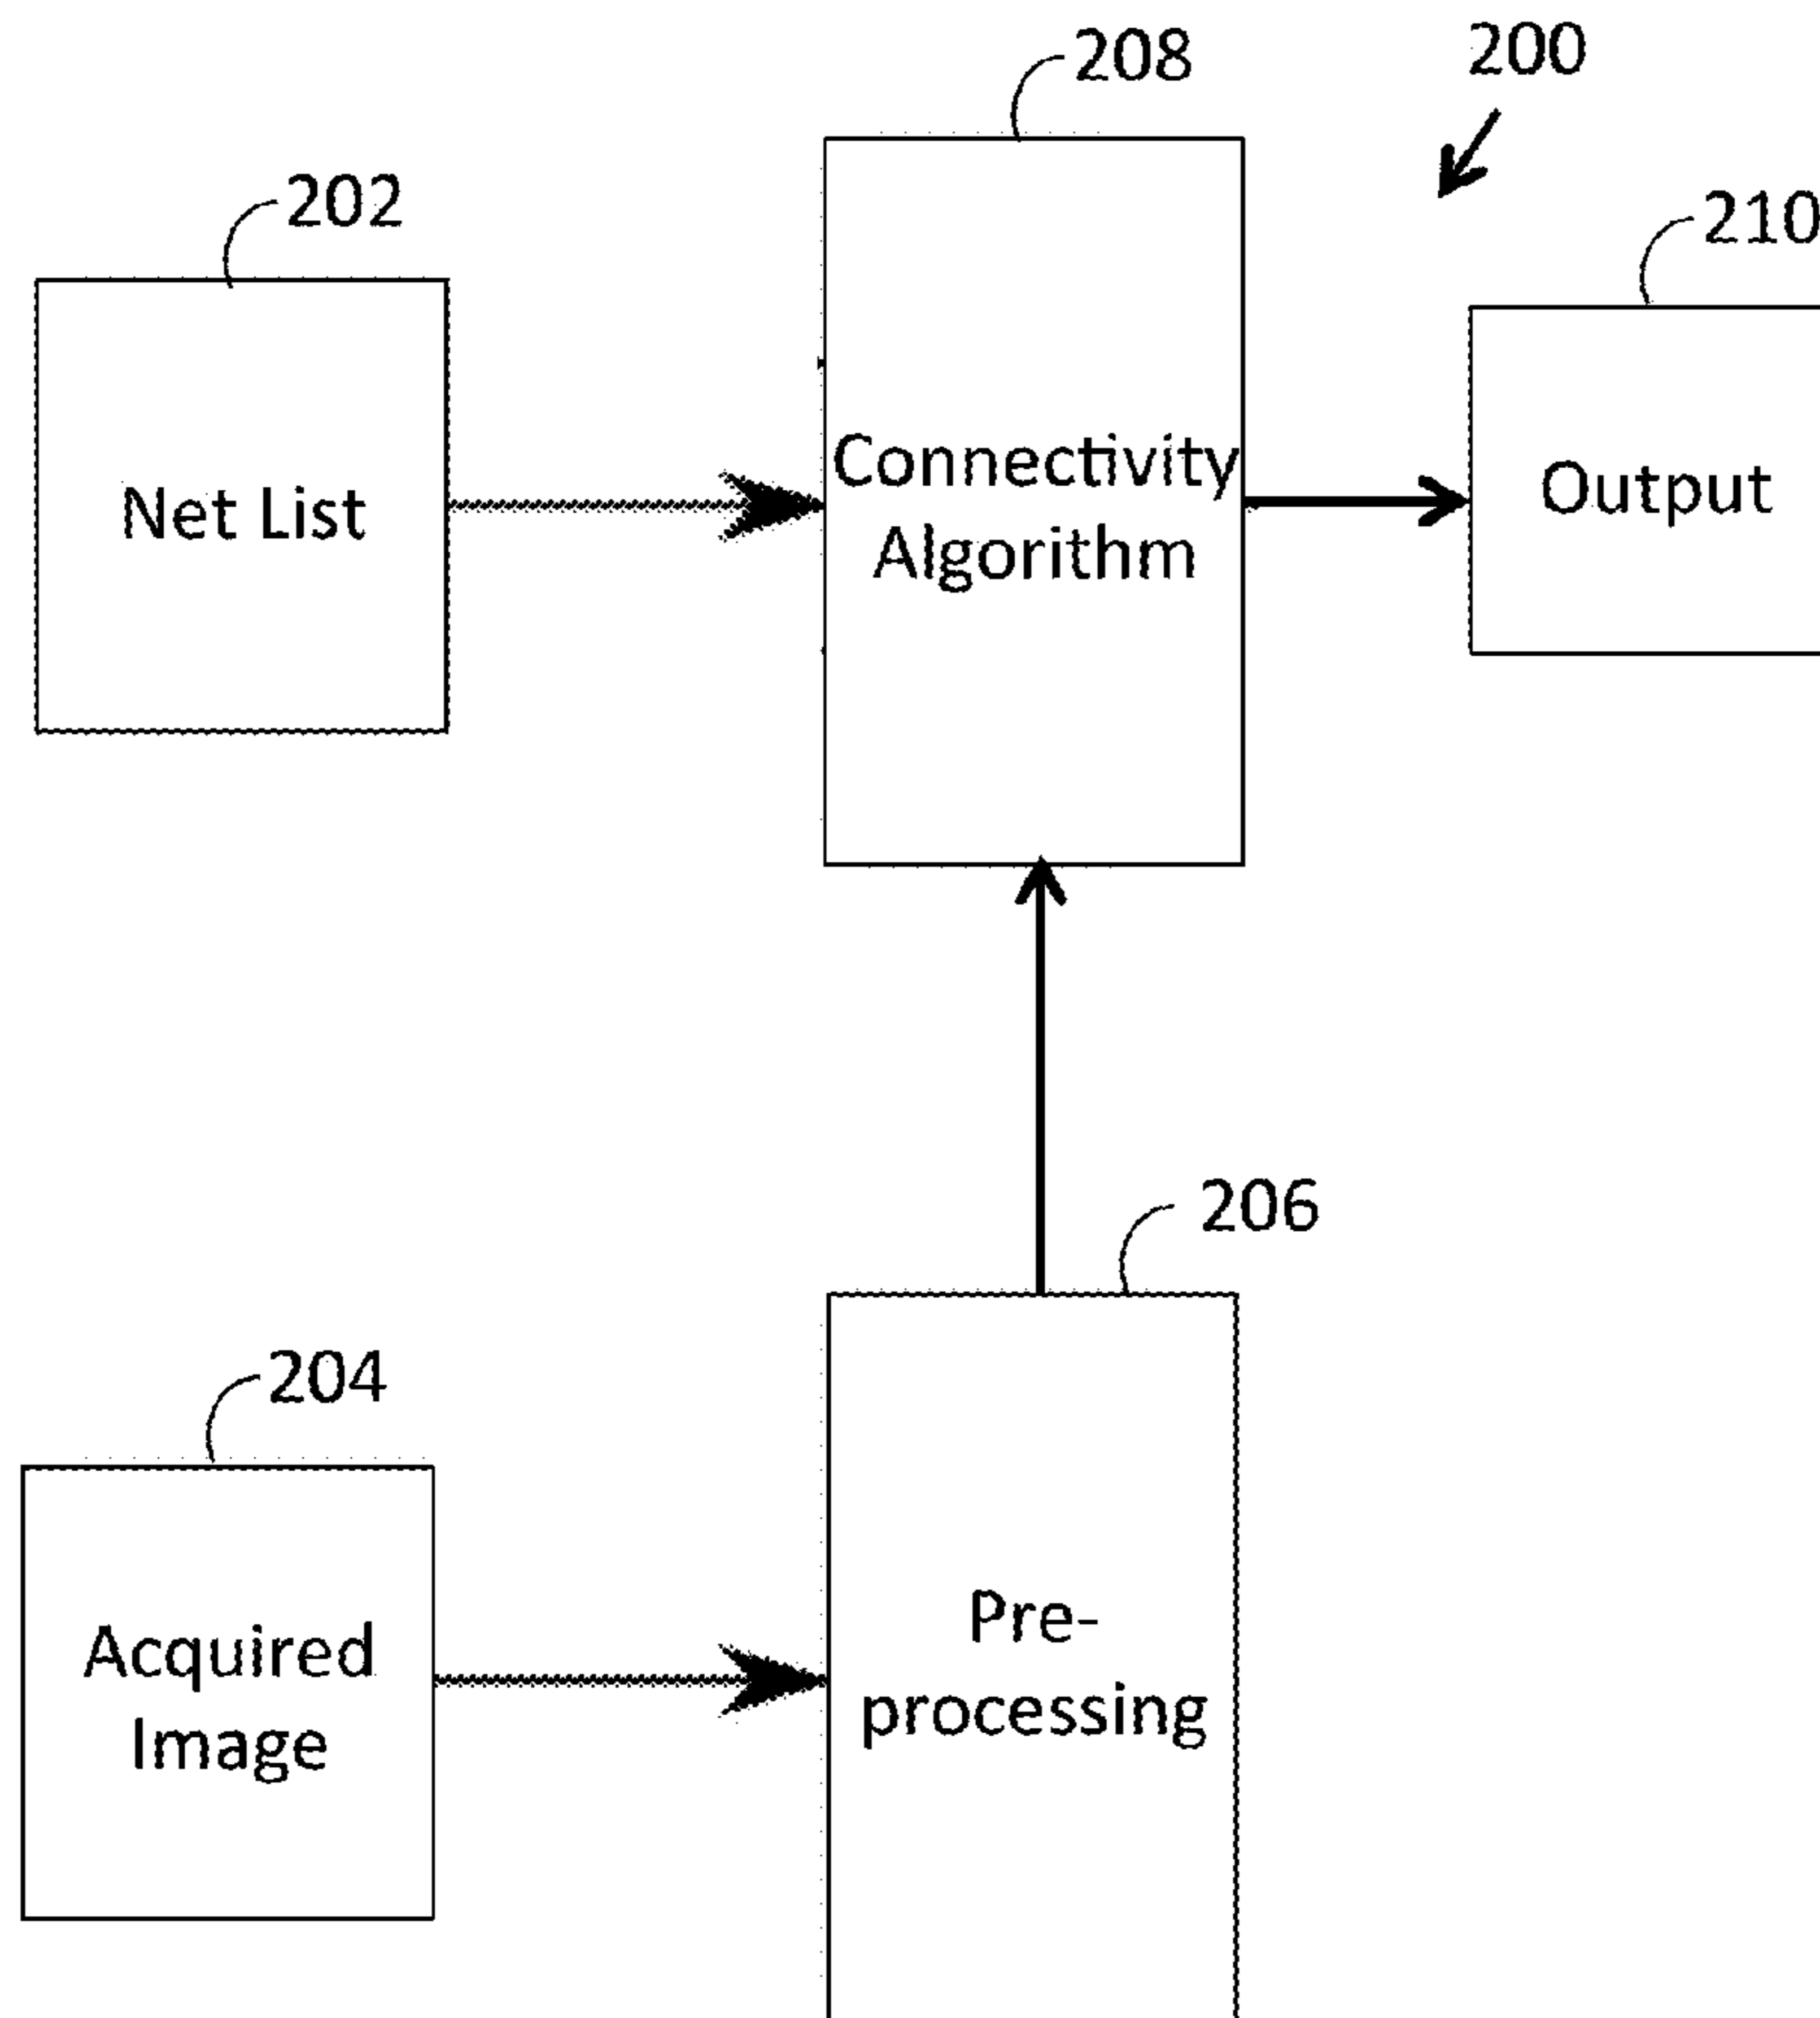 208
200
202
210
Net List
Connectivity
Algorithm
Output
206
204
Acquired
Image
Pre-
processing